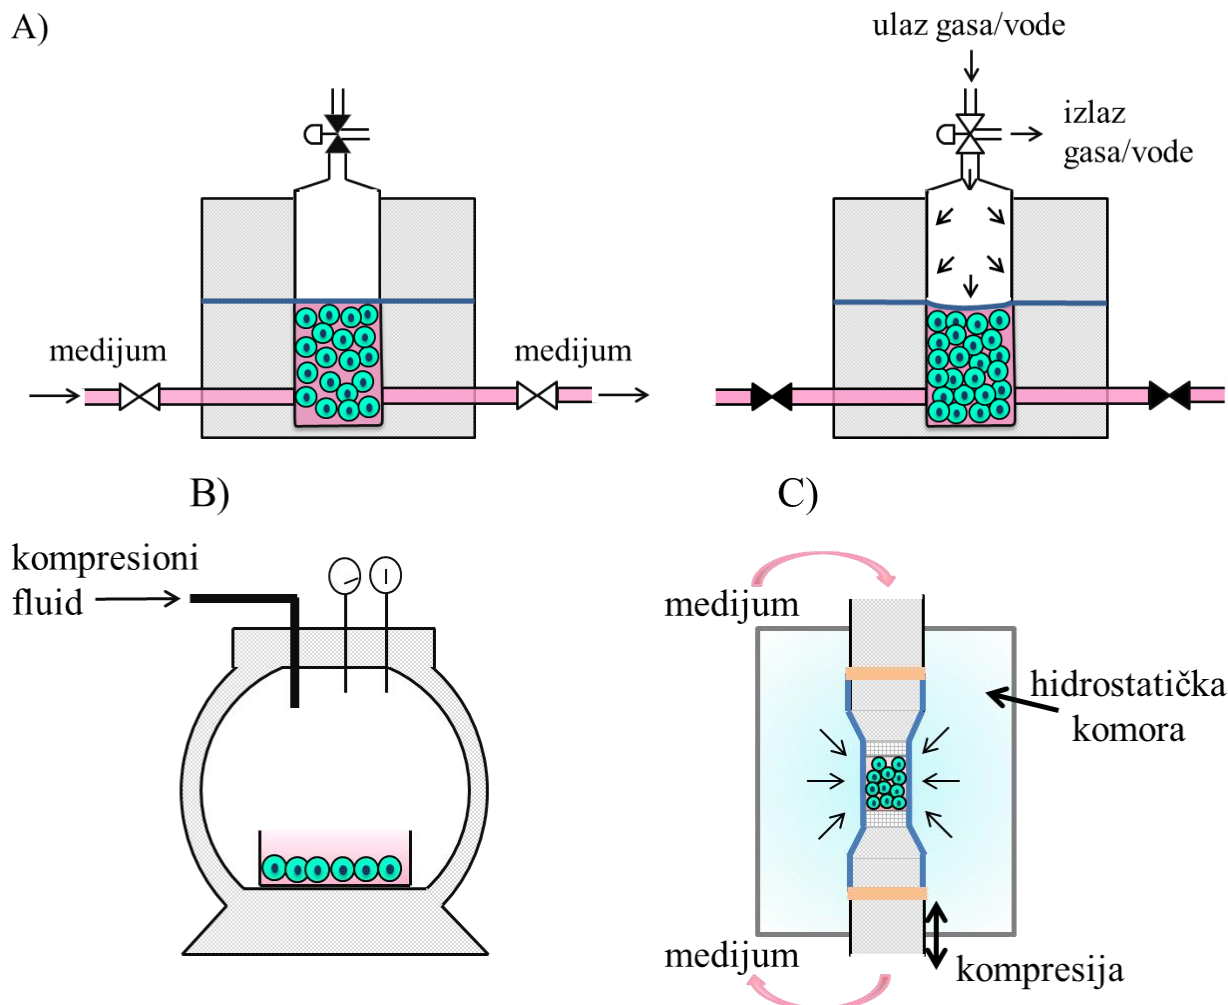 A)
ulaz gasa/vode
izlaz
gasa/vode
medijum
medijum
B)
C)
kompresioni
fluid
medijum
hidrostatička
komora
medijum
kompresija